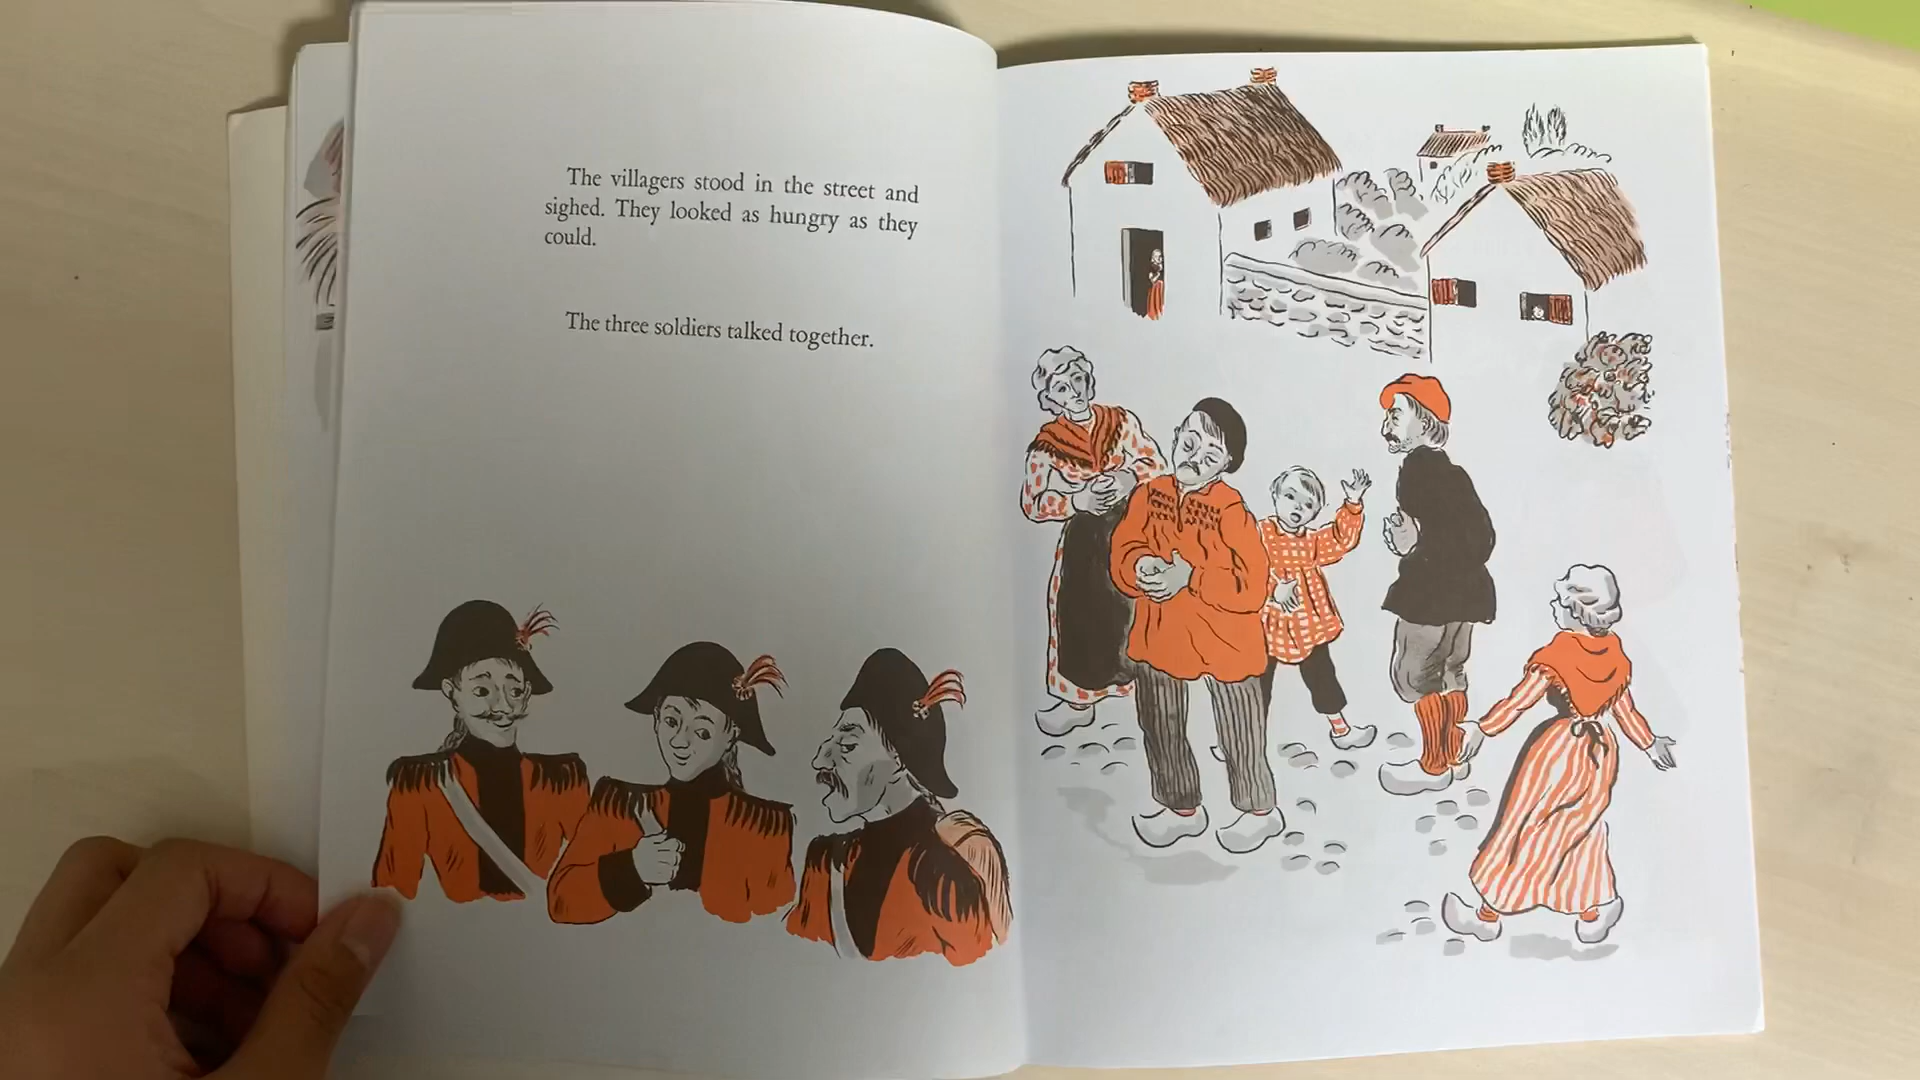 The villagers stood in the street and
sighed. They looked as hungry as they
could.
The three soldiers talked together.